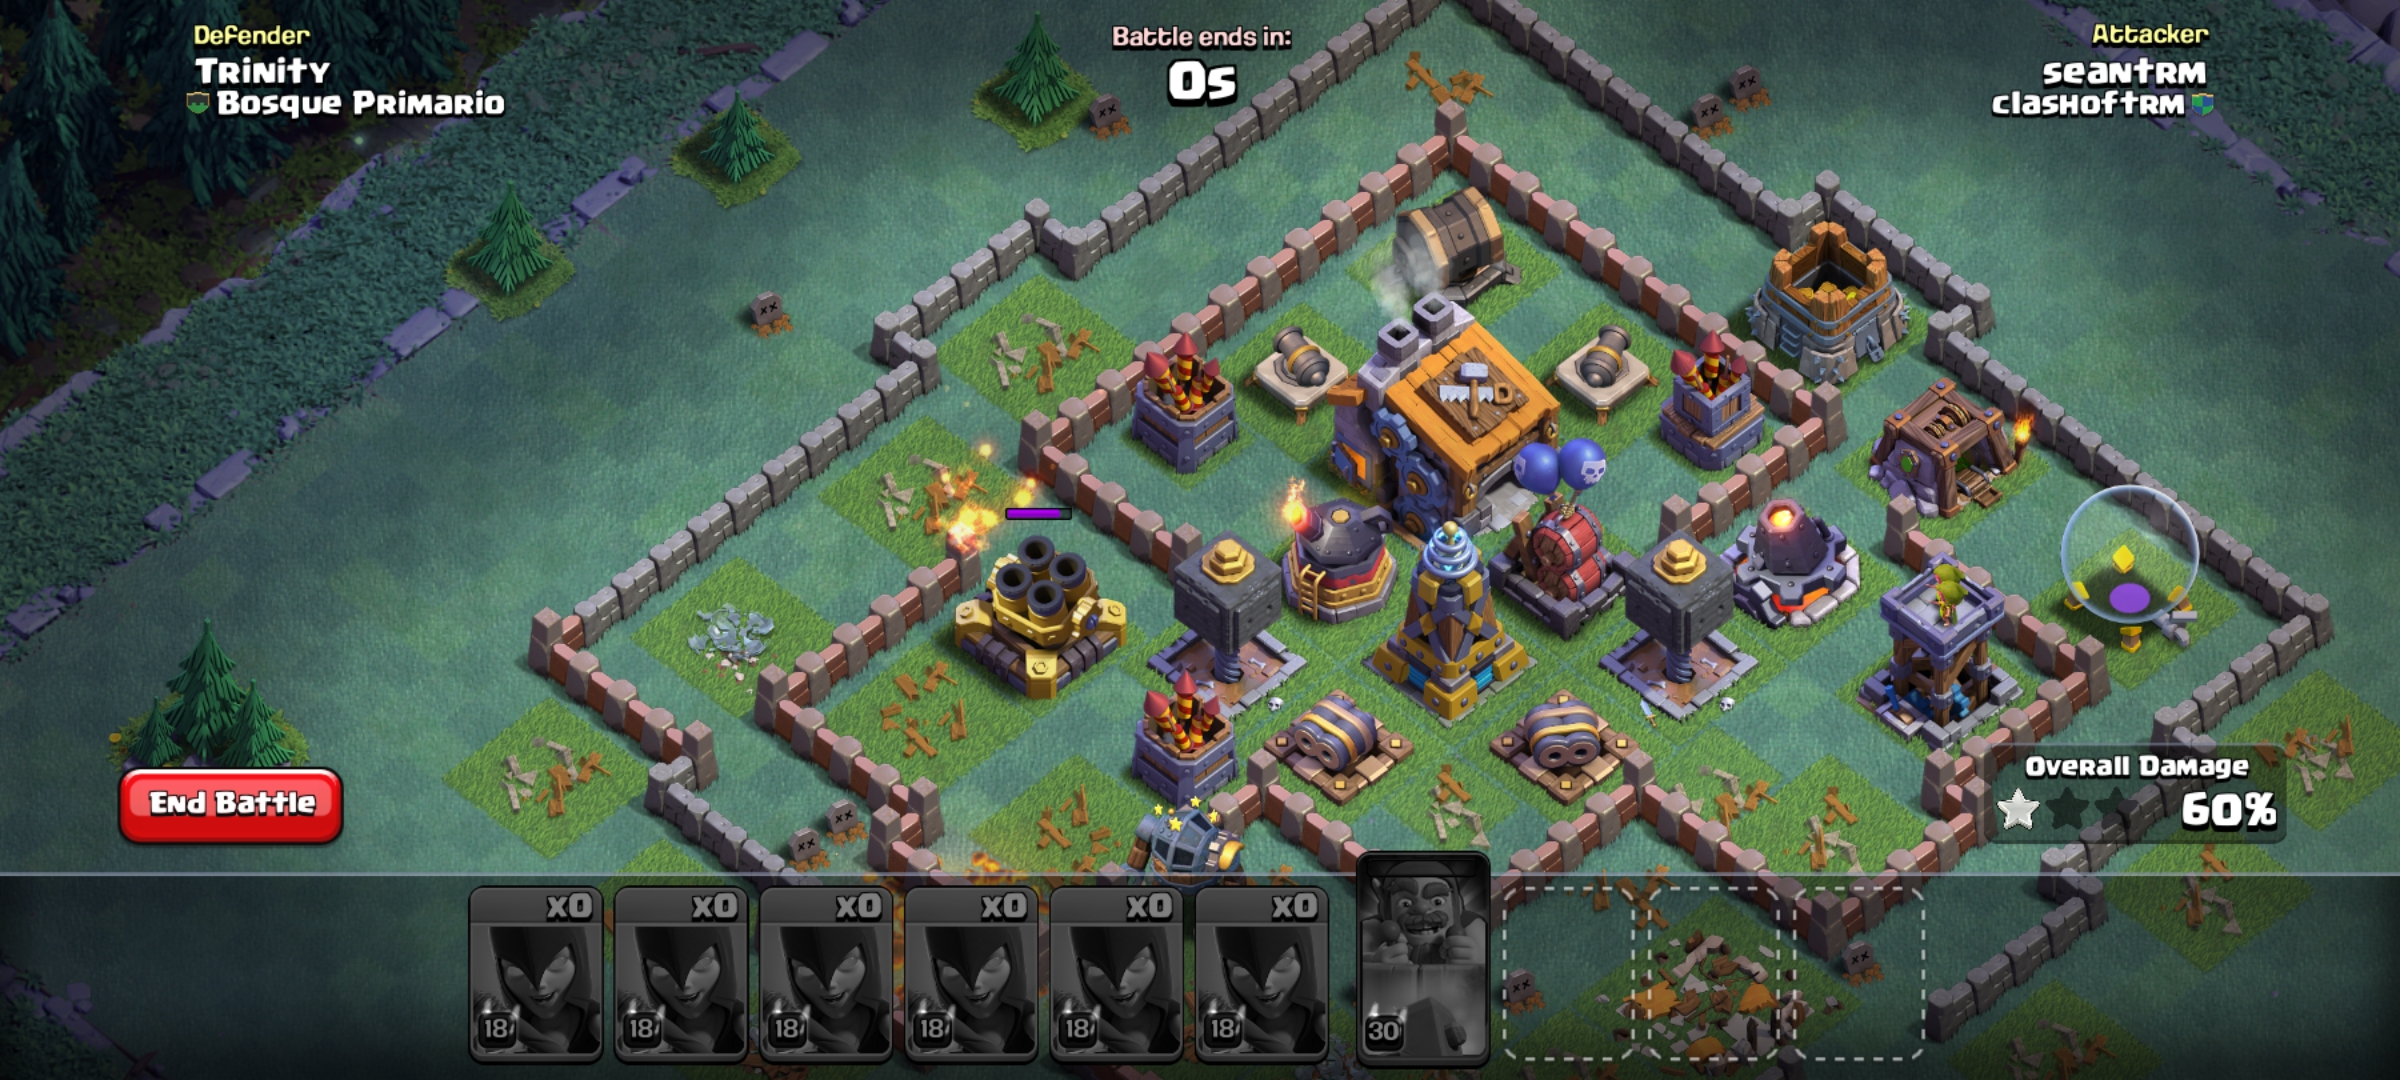 Defender
Trinity
Bosque Primario
Battle ends in:
0s
Attacker
seantrm
clashoftrm
End Battle
Overall Damage
60%
x0
x0
x0
x0
x0
x0
18
18
18
18
18
18
30